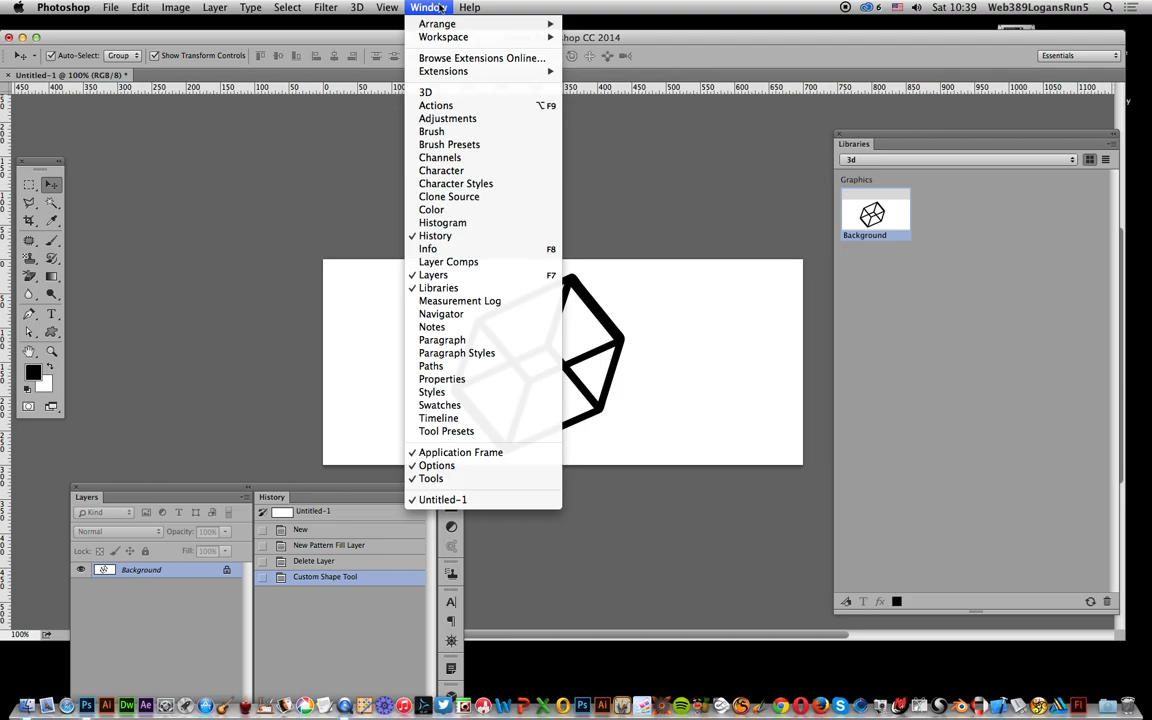 Photoshop File Edit Image Layer Type Select Filter 3D View Window Help 6 Sat 10:39 Web389LogansRun5
Photoshop CC 2014
Auto-Select: Group Show Transform Controls Essentials
Untitled-1 @ 100% (RGB/8) *
Arrange
Workspace
Browse Extensions Online...
Extensions
3D
Actions ⌥F9
Adjustments
Brush
Brush Presets
Channels
Character
Character Styles
Clone Source
Color
Histogram
History
Info F8
Layer Comps
Layers F7
Libraries
Measurement Log
Navigator
Notes
Paragraph
Paragraph Styles
Paths
Properties
Styles
Swatches
Timeline
Tool Presets
Application Frame
Options
Tools
Untitled-1
Libraries
3d
Graphics
Background
Layers
Kind
Normal Opacity: 100%
Lock: Fill: 100%
Background
History
Untitled-1
New
New Pattern Fill Layer
Delete Layer
Custom Shape Tool
100%